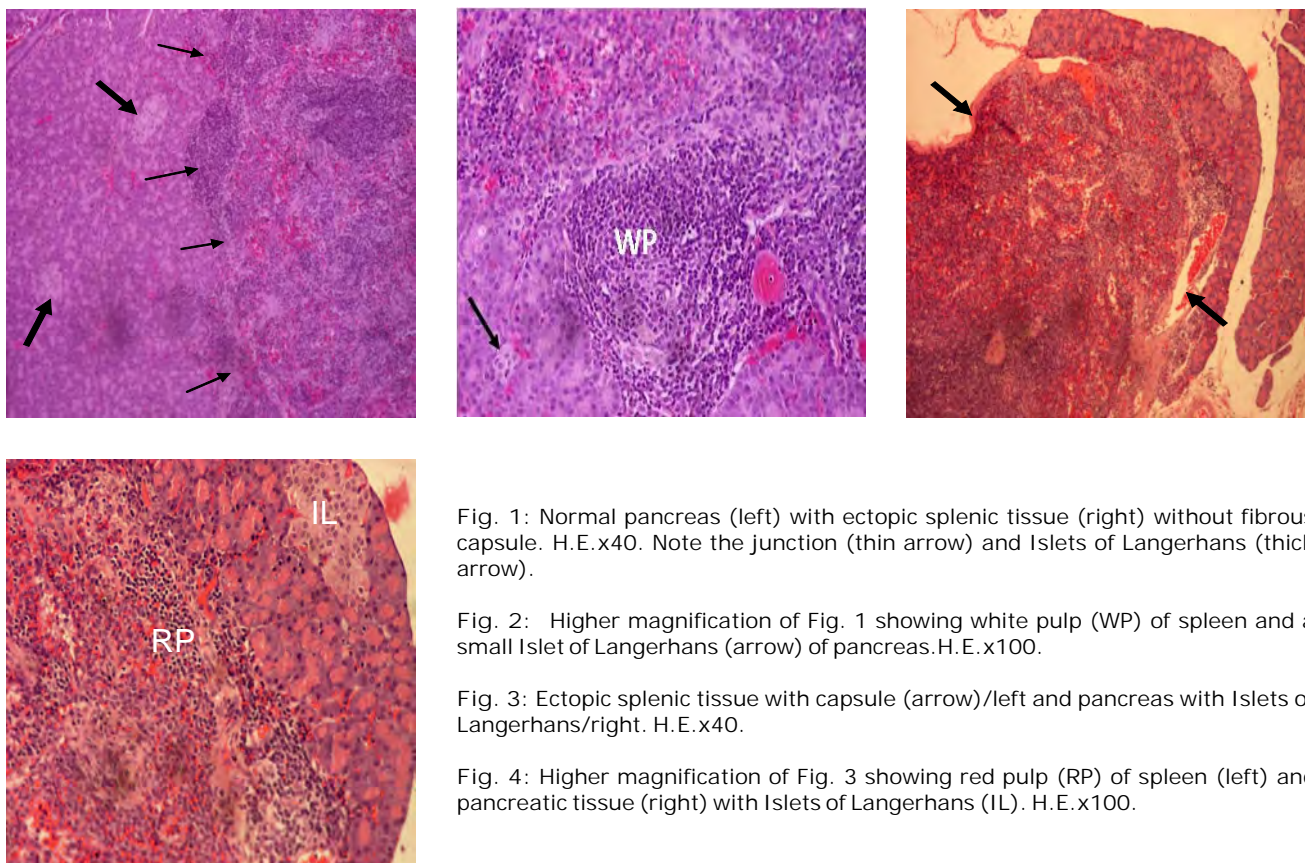 WP
IL
RP
Fig. 1: Normal pancreas (left) with ectopic splenic tissue (right) without fibrous
capsule. H.E.x40. Note the junction (thin arrow) and Islets of Langerhans (thick
arrow).
Fig. 2: Higher magnification of Fig. 1 showing white pulp (WP) of spleen and a
small Islet of Langerhans (arrow) of pancreas.H.E.x100.
Fig. 3: Ectopic splenic tissue with capsule (arrow)/left and pancreas with Islets of
Langerhans/right. H.E.x40.
Fig. 4: Higher magnification of Fig. 3 showing red pulp (RP) of spleen (left) and
pancreatic tissue (right) with Islets of Langerhans (IL). H.E.x100.